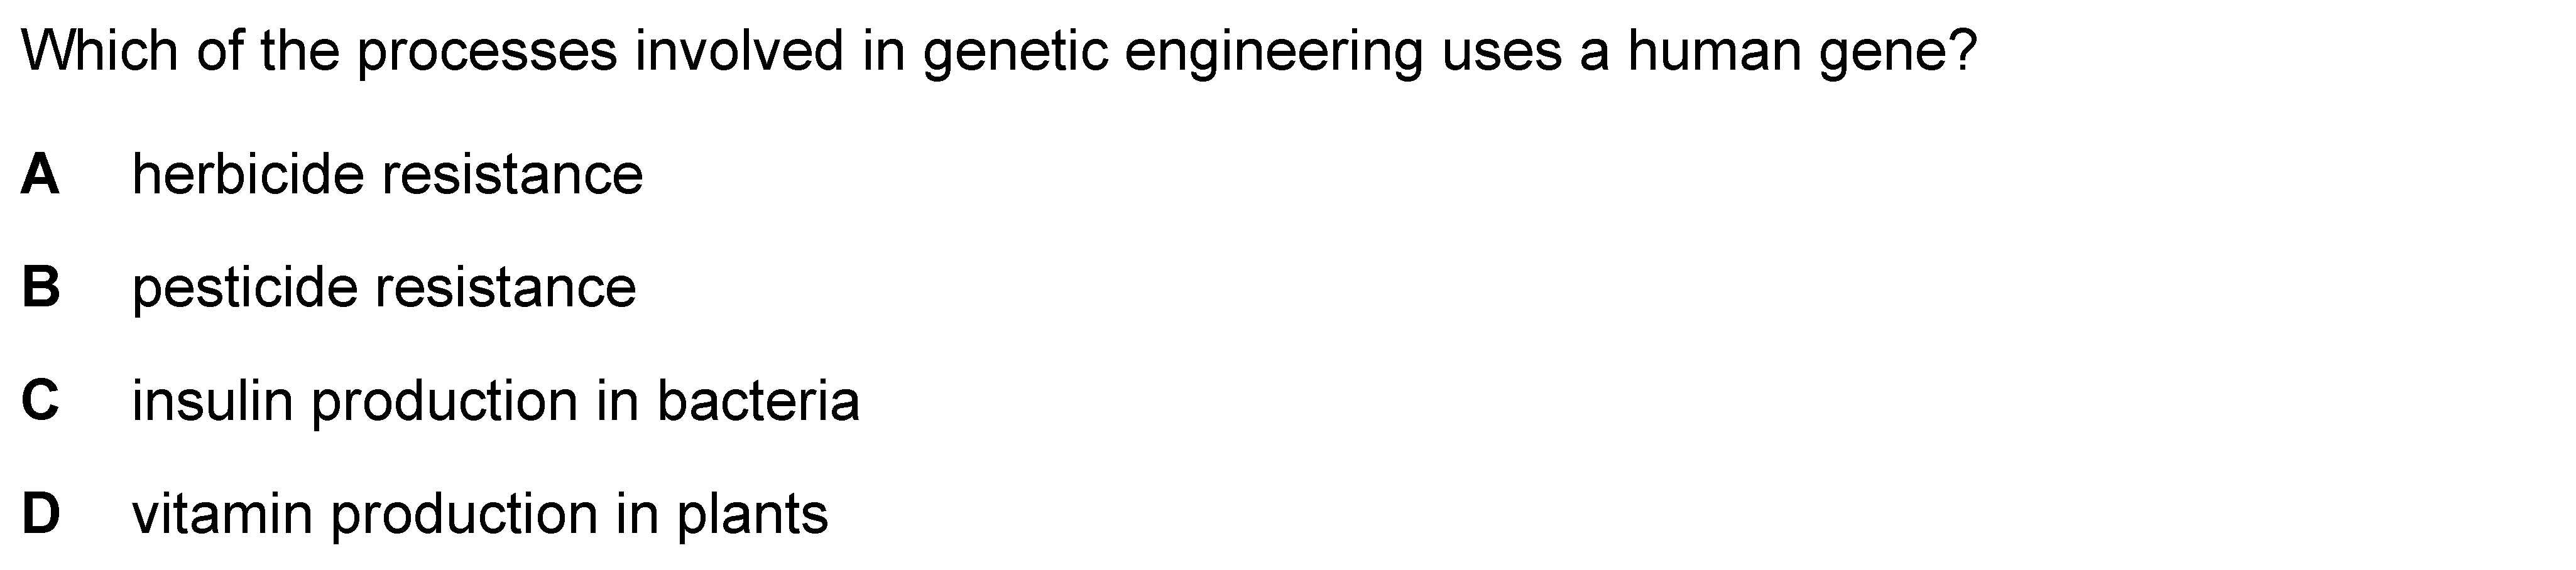 Which of the processes involved in genetic engineering uses a human gene?
A herbicide resistance
B pesticide resistance
C insulin production in bacteria
D vitamin production in plants